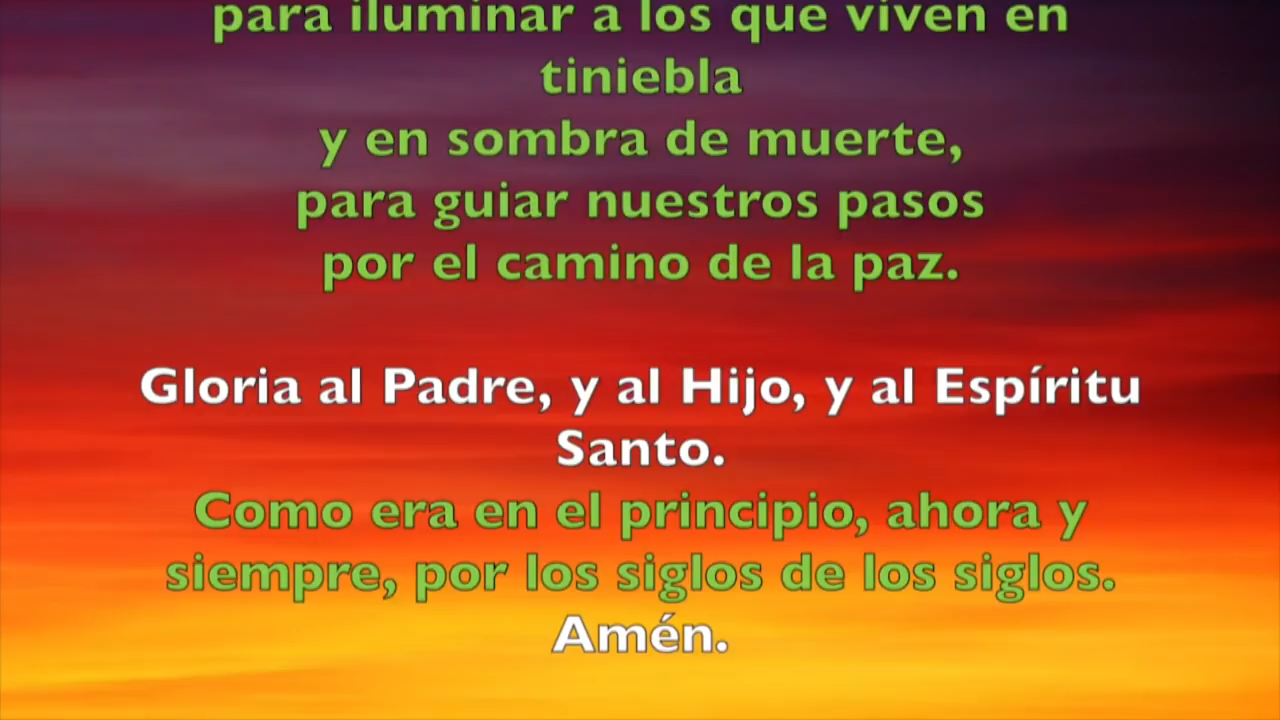 para iluminar a los que viven en
tiniebla
y en sombra de muerte,
para guiar nuestros pasos
por el camino de la paz.
Gloria al Padre, y al Hijo, y al Espíritu
Santo.
Como era en el principio, ahora y
siempre, por los siglos de los siglos.
Amén.